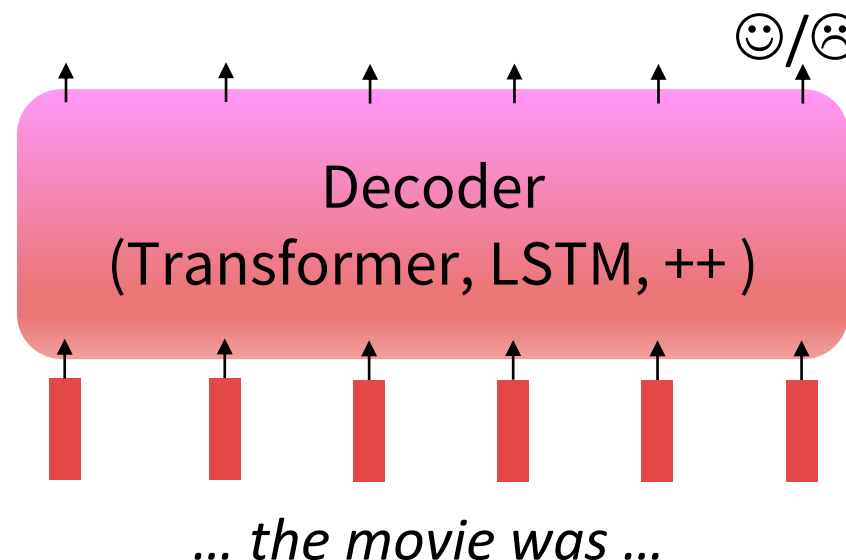 ☺/☹
Decoder
(Transformer, LSTM, ++ )
... the movie was ...